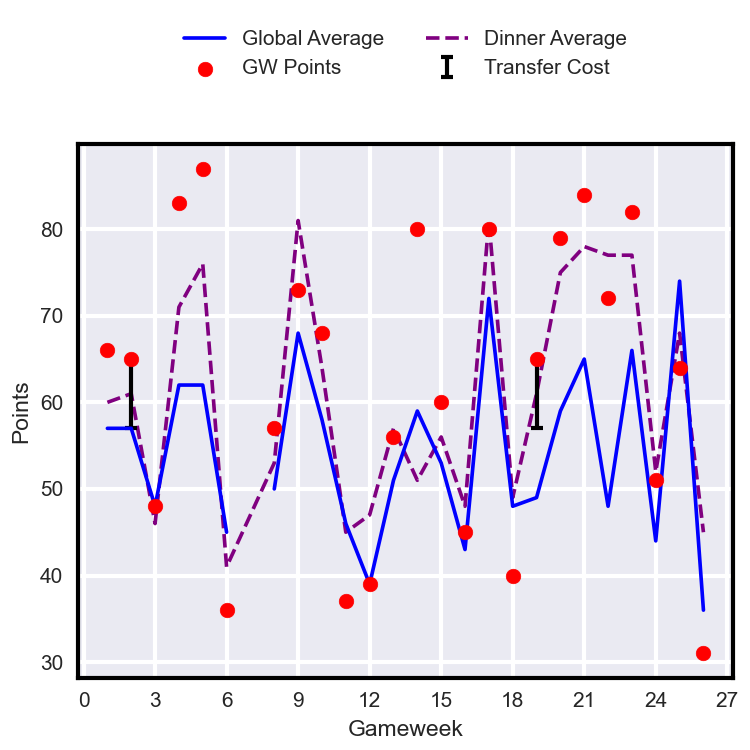 Global Average
Dinner Average
GW Points
Transfer Cost
Points
80
70
60
50
40
30
0 3 6 9 12 15 18 21 24 27
Gameweek